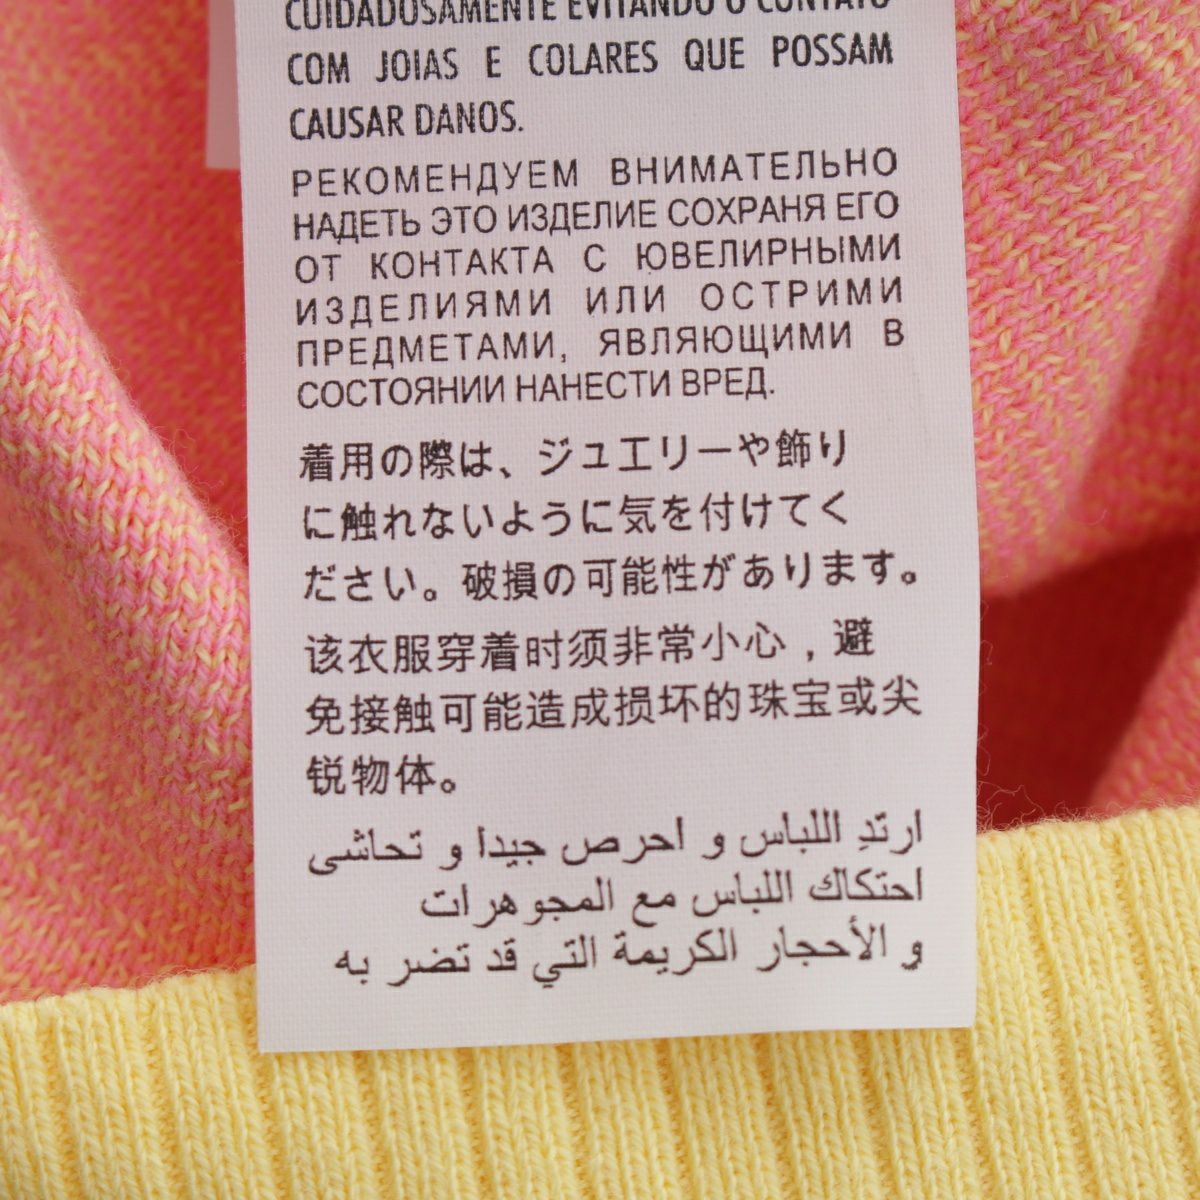 CUIDADOSAMENTE EVITANDO O CONTATO
COM JOIAS E COLARES QUE POSSAM
CAUSAR DANOS.
РЕКОМЕНДУЕМ ВНИМАТЕЛЬНО
НАДЕТЬ ЭТО ИЗДЕЛИЕ СОХРАНЯ ЕГО
ОТ КОНТАКТА С ЮВЕЛИРНЫМИ
ИЗДЕЛИЯМИ ИЛИ ОСТРИМИ
ПРЕДМЕТАМИ, ЯВЛЯЮЩИМИ В
СОСТОЯНИИ НАНЕСТИ ВРЕД.
着用の際は、ジュエリーや飾り
に触れないように気を付けてく
ださい。破損の可能性があります。
该衣服穿着时须非常小心，避
免接触可能造成损坏的珠宝或尖
锐物体。
ارتدِ اللباس و احرص جيدا و تحاشى
احتكاك اللباس مع المجوهرات
و الأحجار الكريمة التي قد تضر به